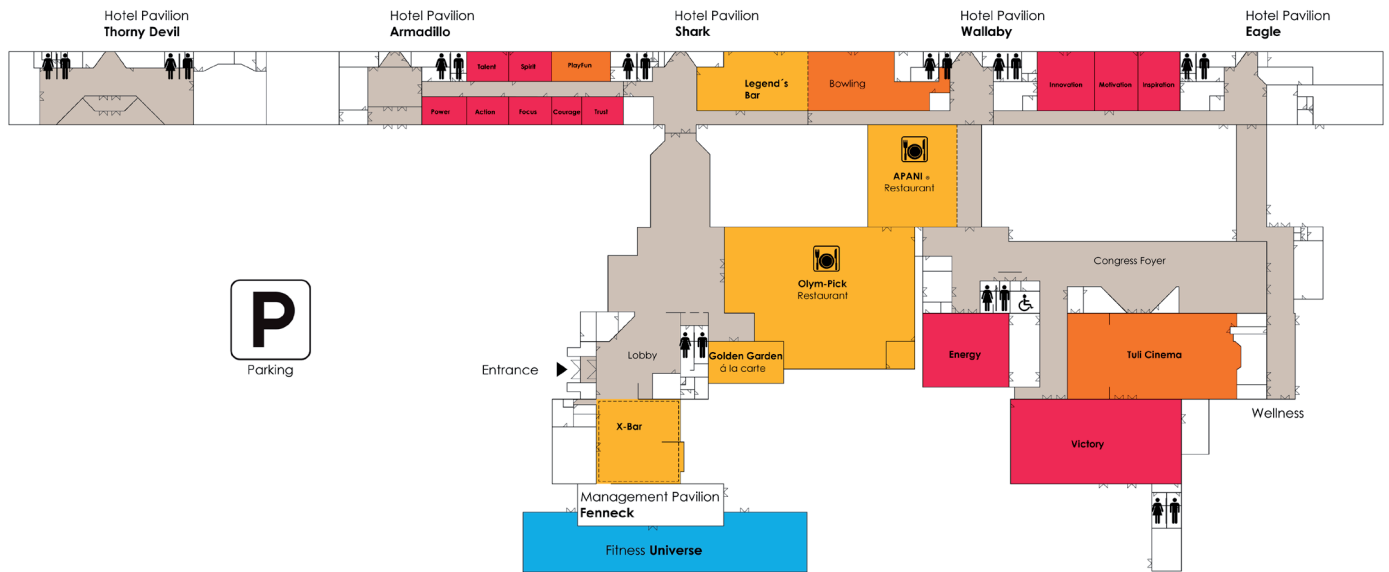 Hotel Pavilion
Thorny Devil
Hotel Pavilion
Armadillo
Hotel Pavilion
Shark
Hotel Pavilion
Wallaby
Hotel Pavilion
Eagle
Talent
Spirit
PlayFun
Legend´s
Bar
Bowling
Innovation
Motivation
Inspiration
Power
Action
Focus
Courage
Trust
APANI
Restaurant
Olym-Pick
Restaurant
Congress Foyer
P
Parking
Entrance
Lobby
Golden Garden
á la carte
Energy
Tuli Cinema
Wellness
X-Bar
Victory
Management Pavilion
Fenneck
Fitness Universe